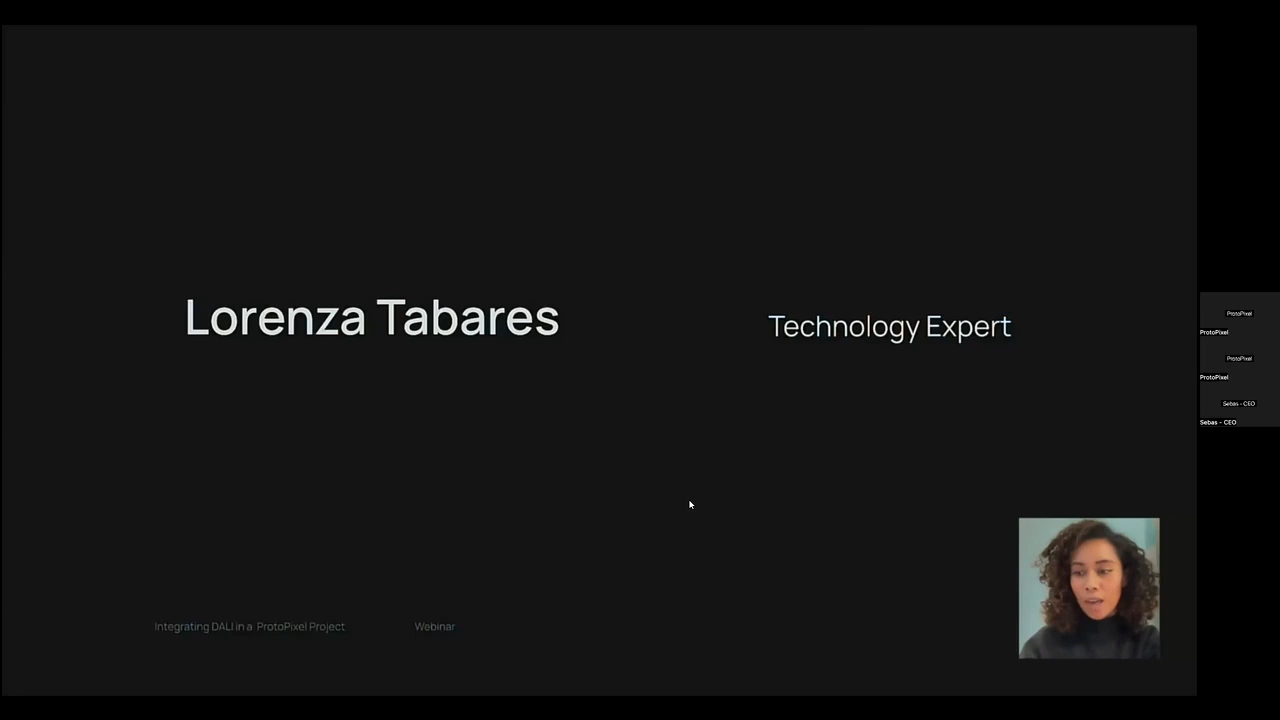 Lorenza Tabares
Technology Expert
Integrating DALI in a ProtoPixel Project
Webinar
ProtoPixel
ProtoPixel
ProtoPixel
ProtoPixel
Sebas - CEO
Sebas - CEO